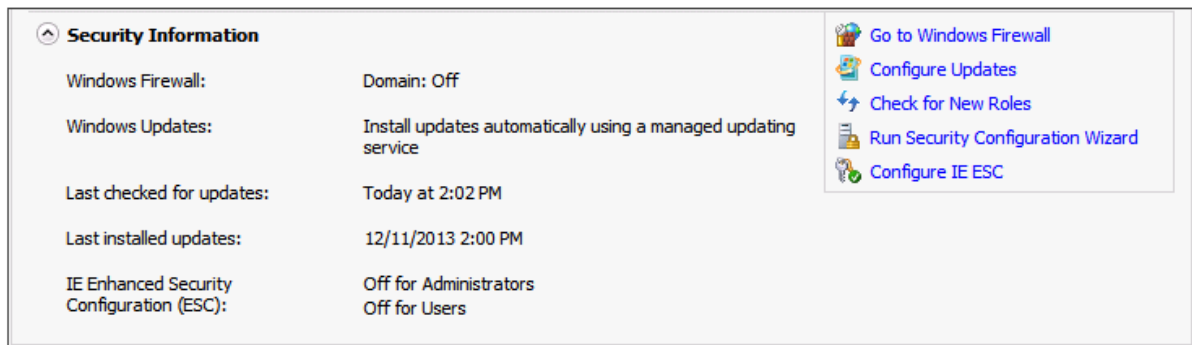 Security Information
Windows Firewall: Domain: Off
Windows Updates: Install updates automatically using a managed updating
service
Last checked for updates: Today at 2:02 PM
Last installed updates: 12/11/2013 2:00 PM
IE Enhanced Security Off for Administrators
Configuration (ESC): Off for Users
Go to Windows Firewall
Configure Updates
Check for New Roles
Run Security Configuration Wizard
Configure IE ESC